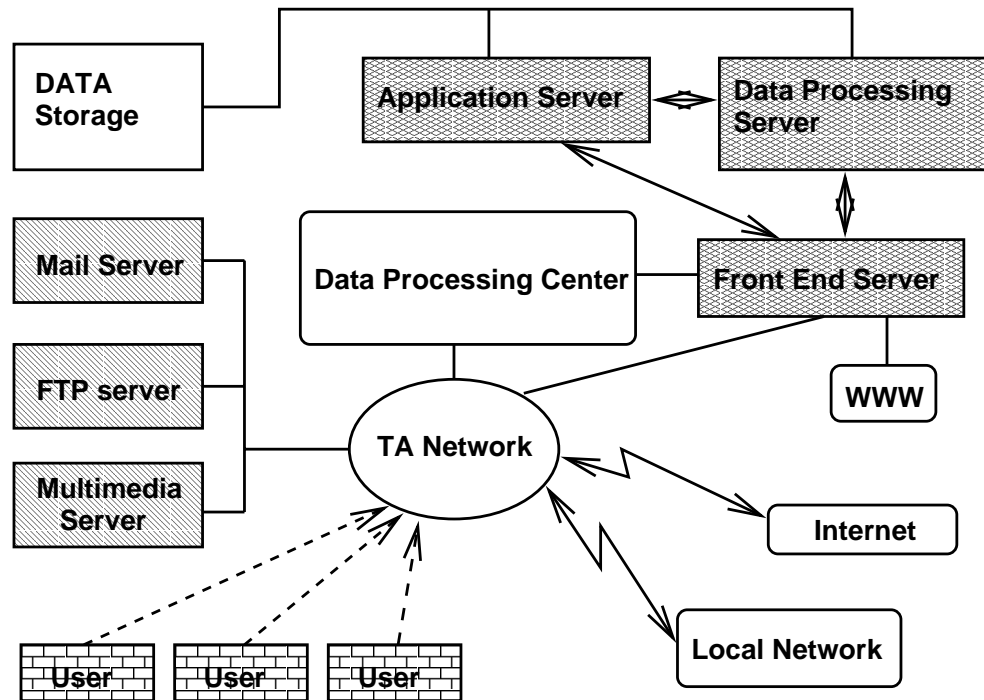 DATA
Storage
Application Server
Data Processing
Server
Mail Server
Data Processing Center
Front End Server
FTP server
WWW
TA Network
Multimedia
Server
Internet
Local Network
User
User
User